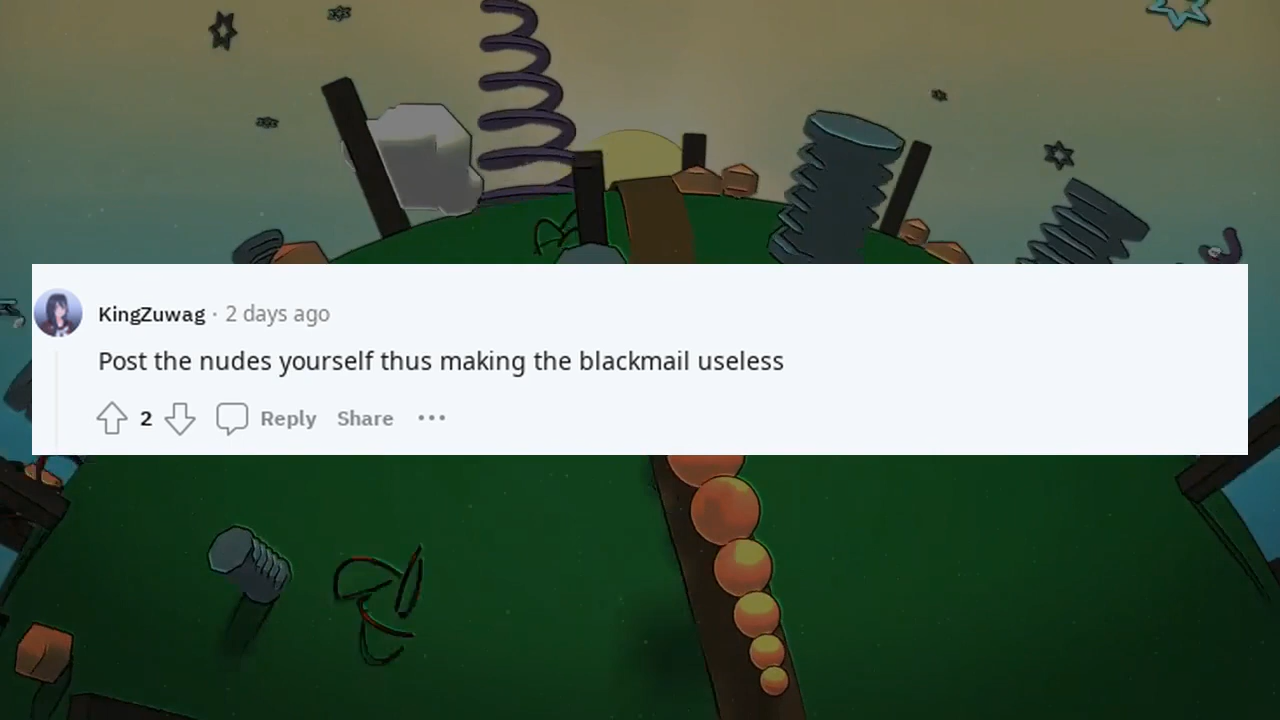 KingZuwag · 2 days ago
Post the nudes yourself thus making the blackmail useless
2 Reply Share ···